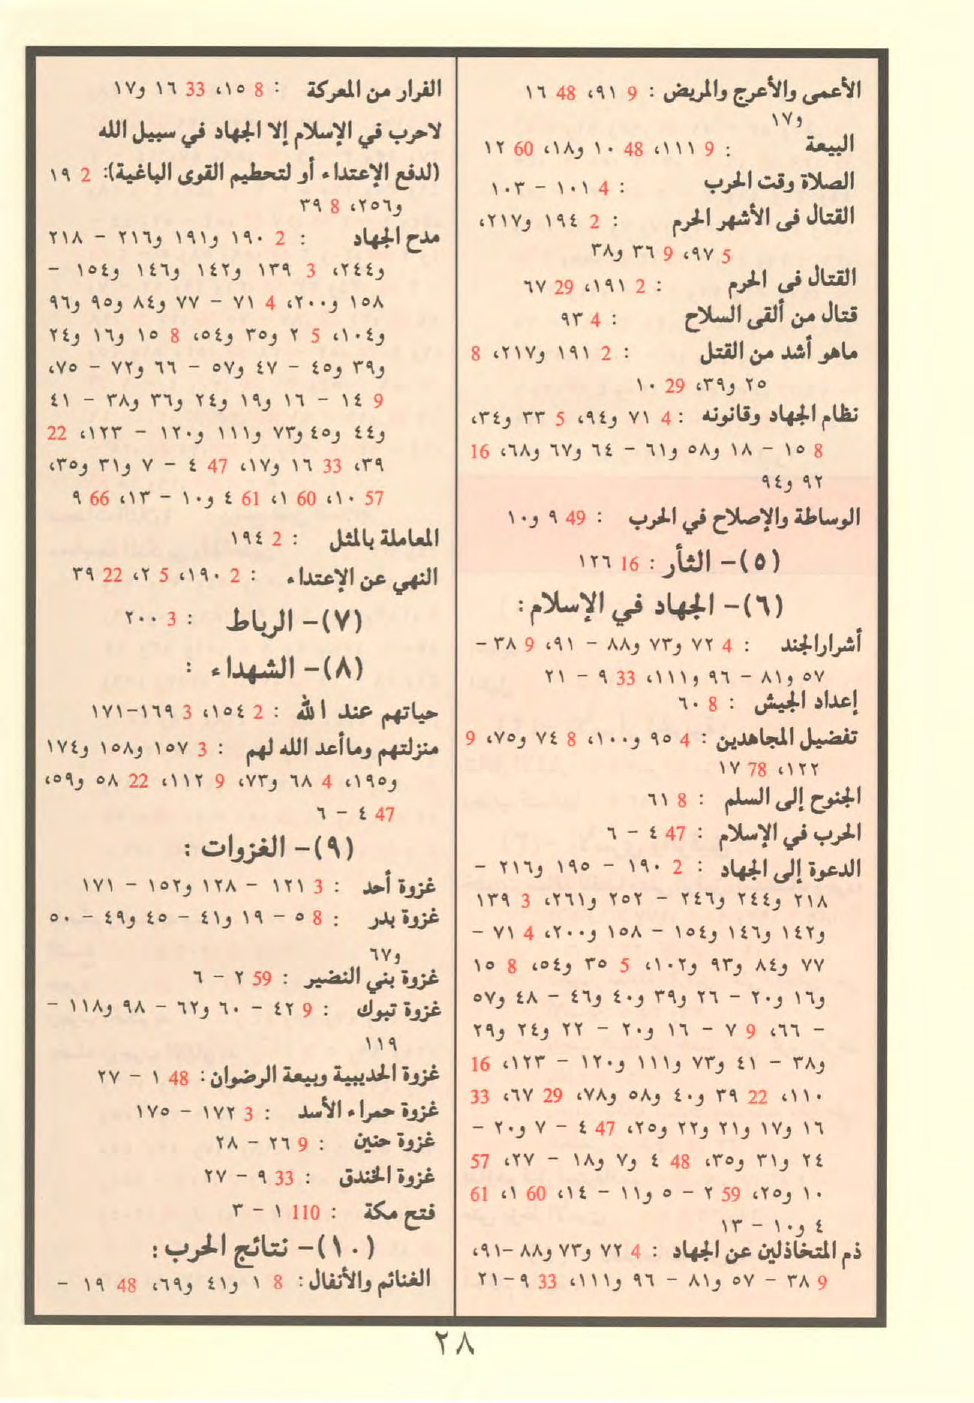 الأعمى والأعرج والمريض : 9 ٩١، 48 ١٦
و١٧
البيعة : 9 ١١١، 48 ١٠ و١٨، 60 ١٢
الصلاة وقت الحرب : 4 ١٠١ – ١٠٣
القتال فى الأشهر الحرم : 2 ١٩٤ و٢١٧،
5 ٩٧، 9 ٣٦ و٣٨
القتال فى الحرم : 2 ١٩١، 29 ٦٧
قتال من ألقى السلاح : 4 ٩٣
ماهو أشد من القتل : 2 ١٩١ و٢١٧، 8
٢٥ و٣٩، 29 ١٠
نظام الجهاد وقانونه : 4 ٧١ و٩٤، 5 ٣٣ و٣٤،
8 ١٥ – ١٨ و٥٨ و٦١ – ٦٤ و٦٧ و٦٨، 16
٩٢ و٩٤
الوساطة والإصلاح في الحرب : 49 ٩ و١٠
(٥)– الثأر : 16 ١٢٦
(٦)– الجهاد في الإسلام :
أشرارالجند : 4 ٧٢ و٧٣ و٨٨ – ٩١، 9 ٣٨ –
٥٧ و٨١ – ٩٦ و١١١، 33 ٩ – ٢١
إعداد الجيش : 8 ٦٠
تفضيل المجاهدين : 4 ٩٥ و١٠٠، 8 ٧٤ و٧٥، 9
١٢٢، 78 ١٧
الجنوح إلى السلم : 8 ٦١
الحرب في الإسلام : 47 ٤ – ٦
الدعوة إلى الجهاد : 2 ١٩٠ – ١٩٥ و٢١٦ –
٢١٨ و٢٤٤ و٢٤٦ – ٢٥٢ و٢٦١، 3 ١٣٩
و١٤٢ و١٤٦ و١٥٤ – ١٥٨ و٢٠٠، 4 ٧١ –
٧٧ و٨٤ و٩٣ و١٠٢، 5 ٣٥ و٥٤، 8 ١٥
و١٦ و٢٠ – ٢٦ و٣٩ و٤٠ و٤٦ – ٤٨ و٥٧
– ٦٦، 9 ٧ – ١٦ و٢٠ – ٢٢ و٢٤ و٢٩
و٣٨ – ٤١ و٧٣ و١١١ و١٢٠ – ١٢٣، 16
١١٠، 22 ٣٩ و٤٠ و٥٨ و٧٨، 29 ٦٧، 33
١٦ و١٧ و٢١ و٢٢ و٢٥، 47 ٤ – ٧ و٢٠ –
٢٤ و٣١ و٣٥، 48 ٤ و٧ و١٨ – ٢٧، 57
١٠ و٢٥، 59 ٢ – ٥ و١١ – ١٤، 60 ١، 61
٤ و١٠ – ١٣
ذم المتخاذلين عن الجهاد : 4 ٧٢ و٧٣ و٨٨ –٩١،
9 ٣٨ – ٥٧ و٨١ – ٩٦ و١١١، 33 ٩–٢١
الفرار من المعركة : 8 ١٥، 33 ١٦ و١٧
لاحرب في الإسلام إلا الجهاد في سبيل الله
(لدفع الإعتداء أو لتحطيم القوى الباغية): 2 ١٩
و٢٥٦، 8 ٣٩
مدح الجهاد : 2 ١٩٠ و١٩١ و٢١٦ – ٢١٨
و٢٤٤، 3 ١٣٩ و١٤٢ و١٤٦ و١٥٤ –
١٥٨ و٢٠٠، 4 ٧١ – ٧٧ و٨٤ و٩٥ و٩٦
و١٠٤، 5 ٢ و٣٥ و٥٤، 8 ١٥ و١٦ و٢٤
و٣٩ و٤٥ – ٤٧ و٥٧ – ٦٦ و٧٢ – ٧٥،
9 ١٤ – ١٦ و١٩ و٢٤ و٣٦ و٣٨ – ٤١
و٤٤ و٤٥ و٧٣ و١١١ و١٢٠ – ١٢٣، 22
٣٩، 33 ١٦ و١٧، 47 ٤ – ٧ و٣١ و٣٥،
57 ١٠، 60 ١، 61 ٤ و١٠ – ١٣، 66 ٩
المعاملة بالمثل : 2 ١٩٤
النهي عن الإعتداء : 2 ١٩٠، 5 ٢، 22 ٣٩
(٧)– الرباط : 3 ٢٠٠
(٨)– الشهداء :
حياتهم عند الله : 2 ١٥٤، 3 ١٦٩–١٧١
منزلتهم وماأعد الله لهم : 3 ١٥٧ و١٥٨ و١٧٤
و١٩٥، 4 ٦٨ و٧٣، 9 ١١٢، 22 ٥٨ و٥٩،
47 ٤ – ٦
(٩)– الغزوات :
غزوة أحد : 3 ١٢١ – ١٢٨ و١٥٢ – ١٧١
غزوة بدر : 8 ٥ – ١٩ و٤١ – ٤٥ و٤٩ – ٥٠
و٦٧
غزوة بني النضير : 59 ٢ – ٦
غزوة تبوك : 9 ٤٢ – ٦٠ و٦٢ – ٩٨ و١١٨ –
١١٩
غزوة الحديبية وبيعة الرضوان : 48 ١ – ٢٧
غزوة حمراء الأسد : 3 ١٧٢ – ١٧٥
غزوة حنين : 9 ٢٦ – ٢٨
غزوة الخندق : 33 ٩ – ٢٧
فتح مكة : 110 ١ – ٣
(١٠)– نتائج الحرب :
الغنائم والأنفال : 8 ١ و٤١ و٦٩، 48 ١٩ –
٢٨